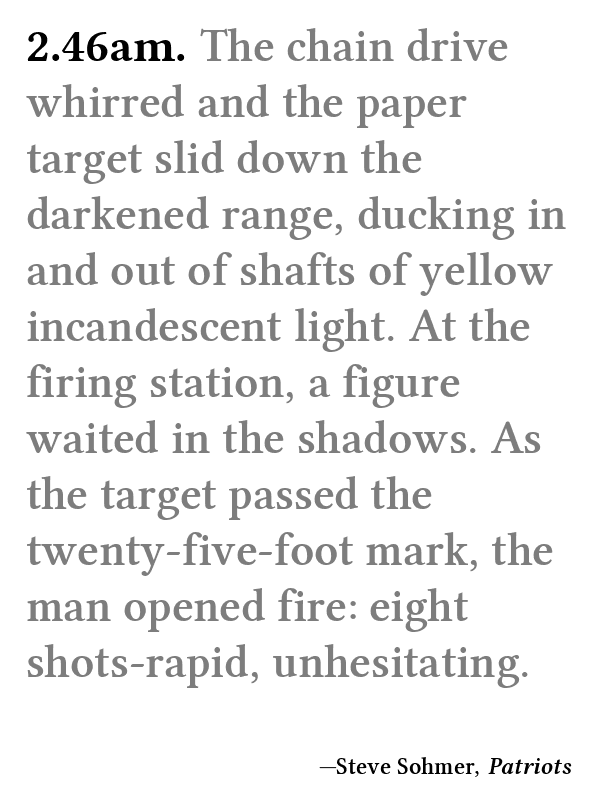 2.46am. The chain drive
whirred and the paper
target slid down the
darkened range, ducking in
and out of shafts of yellow
incandescent light. At the
firing station, a figure
waited in the shadows. As
the target passed the
twenty-five-foot mark, the
man opened fire: eight
shots-rapid, unhesitating.
—Steve Sohmer, Patriots